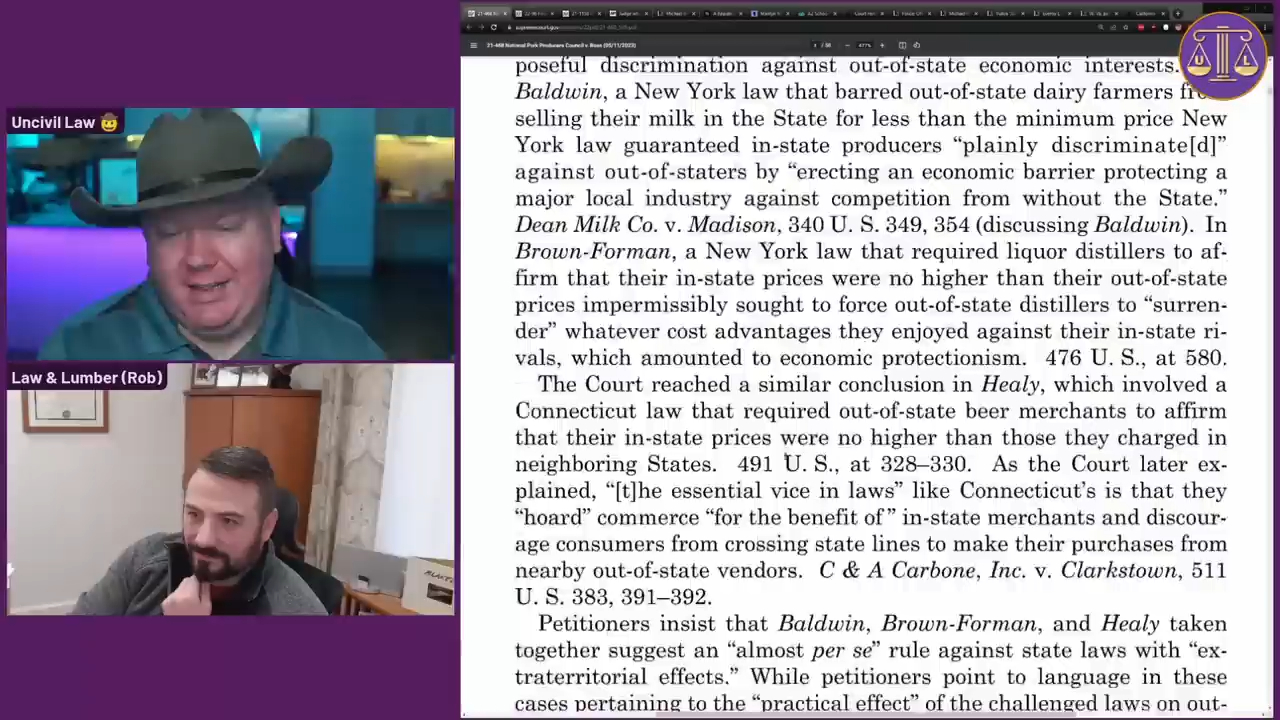 Uncivil Law 🤠
Law & Lumber (Rob)
21-468 National Pork Producers Council v. Ross (05/11/2023)
U L
poseful discrimination against out-of-state economic interests.
Baldwin, a New York law that barred out-of-state dairy farmers
selling their milk in the State for less than the minimum price New
York law guaranteed in-state producers “plainly discriminate[d]”
against out-of-staters by “erecting an economic barrier protecting a
major local industry against competition from without the State.”
Dean Milk Co. v. Madison, 340 U. S. 349, 354 (discussing Baldwin). In
Brown-Forman, a New York law that required liquor distillers to af-
firm that their in-state prices were no higher than their out-of-state
prices impermissibly sought to force out-of-state distillers to “surren-
der” whatever cost advantages they enjoyed against their in-state ri-
vals, which amounted to economic protectionism. 476 U. S., at 580.
The Court reached a similar conclusion in Healy, which involved a
Connecticut law that required out-of-state beer merchants to affirm
that their in-state prices were no higher than those they charged in
neighboring States. 491 U. S., at 328–330. As the Court later ex-
plained, “[t]he essential vice in laws” like Connecticut’s is that they
“hoard” commerce “for the benefit of” in-state merchants and discour-
age consumers from crossing state lines to make their purchases from
nearby out-of-state vendors. C & A Carbone, Inc. v. Clarkstown, 511
U. S. 383, 391–392.
Petitioners insist that Baldwin, Brown-Forman, and Healy taken
together suggest an “almost per se” rule against state laws with “ex-
traterritorial effects.” While petitioners point to language in these
cases pertaining to the “practical effect” of the challenged laws on out-